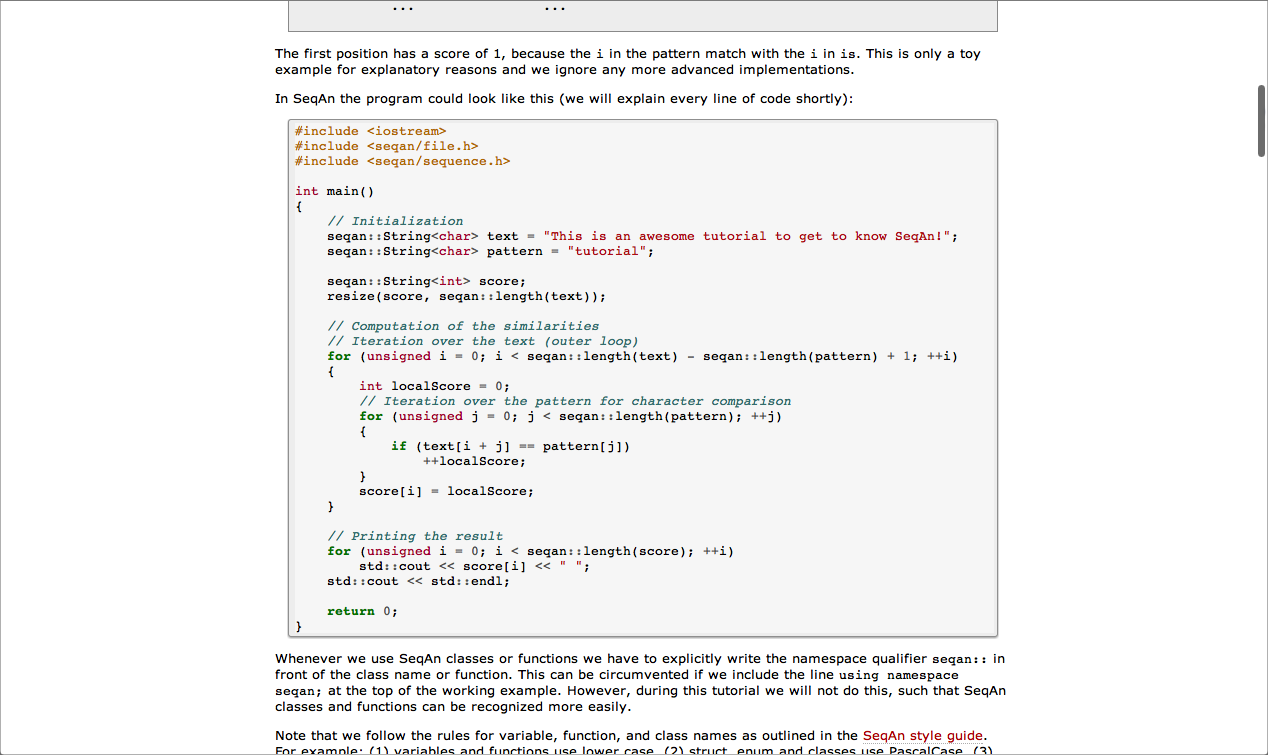 ... ...
The first position has a score of 1, because the i in the pattern match with the i in is. This is only a toy
example for explanatory reasons and we ignore any more advanced implementations.
In SeqAn the program could look like this (we will explain every line of code shortly):
#include <iostream>
#include <seqan/file.h>
#include <seqan/sequence.h>
int main()
{
    // Initialization
    seqan::String<char> text = "This is an awesome tutorial to get to know SeqAn!";
    seqan::String<char> pattern = "tutorial";
    seqan::String<int> score;
    resize(score, seqan::length(text));
    // Computation of the similarities
    // Iteration over the text (outer loop)
    for (unsigned i = 0; i < seqan::length(text) - seqan::length(pattern) + 1; ++i)
    {
        int localScore = 0;
        // Iteration over the pattern for character comparison
        for (unsigned j = 0; j < seqan::length(pattern); ++j)
        {
            if (text[i + j] == pattern[j])
                ++localScore;
        }
        score[i] = localScore;
    }
    // Printing the result
    for (unsigned i = 0; i < seqan::length(score); ++i)
        std::cout << score[i] << " ";
    std::cout << std::endl;
    return 0;
}
Whenever we use SeqAn classes or functions we have to explicitly write the namespace qualifier seqan:: in
front of the class name or function. This can be circumvented if we include the line using namespace
seqan; at the top of the working example. However, during this tutorial we will not do this, such that SeqAn
classes and functions can be recognized more easily.
Note that we follow the rules for variable, function, and class names as outlined in the SeqAn style guide.
For example: (1) variables and functions use lower case, (2) struct, enum and classes use PascalCase, (3)